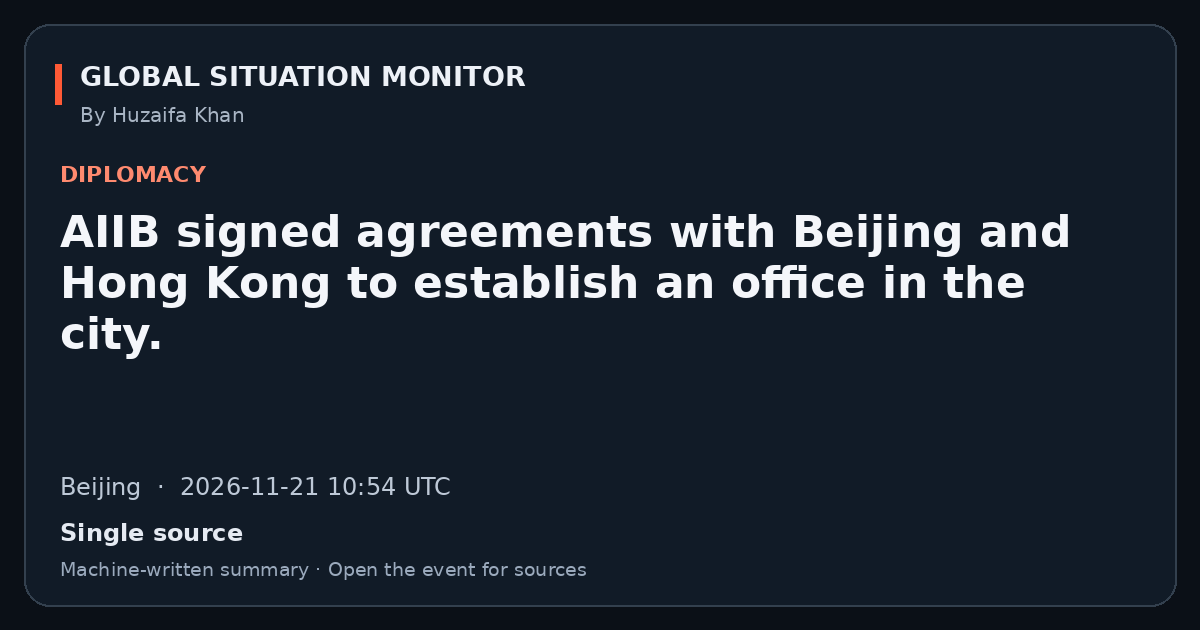 GLOBAL SITUATION MONITOR
By Huzaifa Khan
DIPLOMACY
AIIB signed agreements with Beijing and
Hong Kong to establish an office in the
city.
Beijing · 2026-11-21 10:54 UTC
Single source
Machine-written summary · Open the event for sources